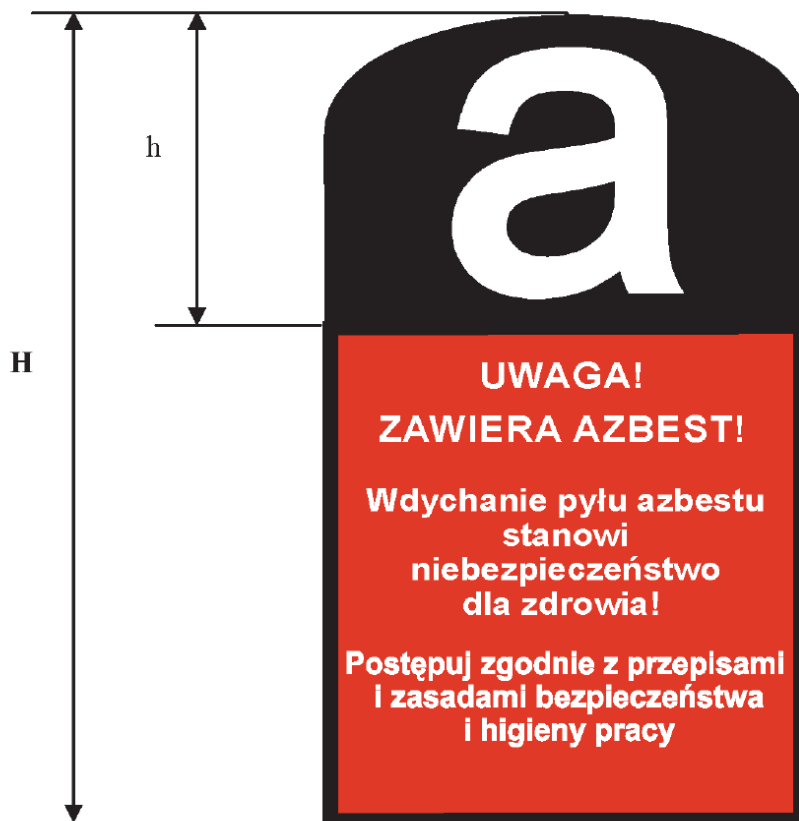 a
h
H
UWAGA!
ZAWIERA AZBEST!
Wdychanie pyłu azbestu
stanowi
niebezpieczeństwo
dla zdrowia!
Postępuj zgodnie z przepisami
i zasadami bezpieczeństwa
i higieny pracy